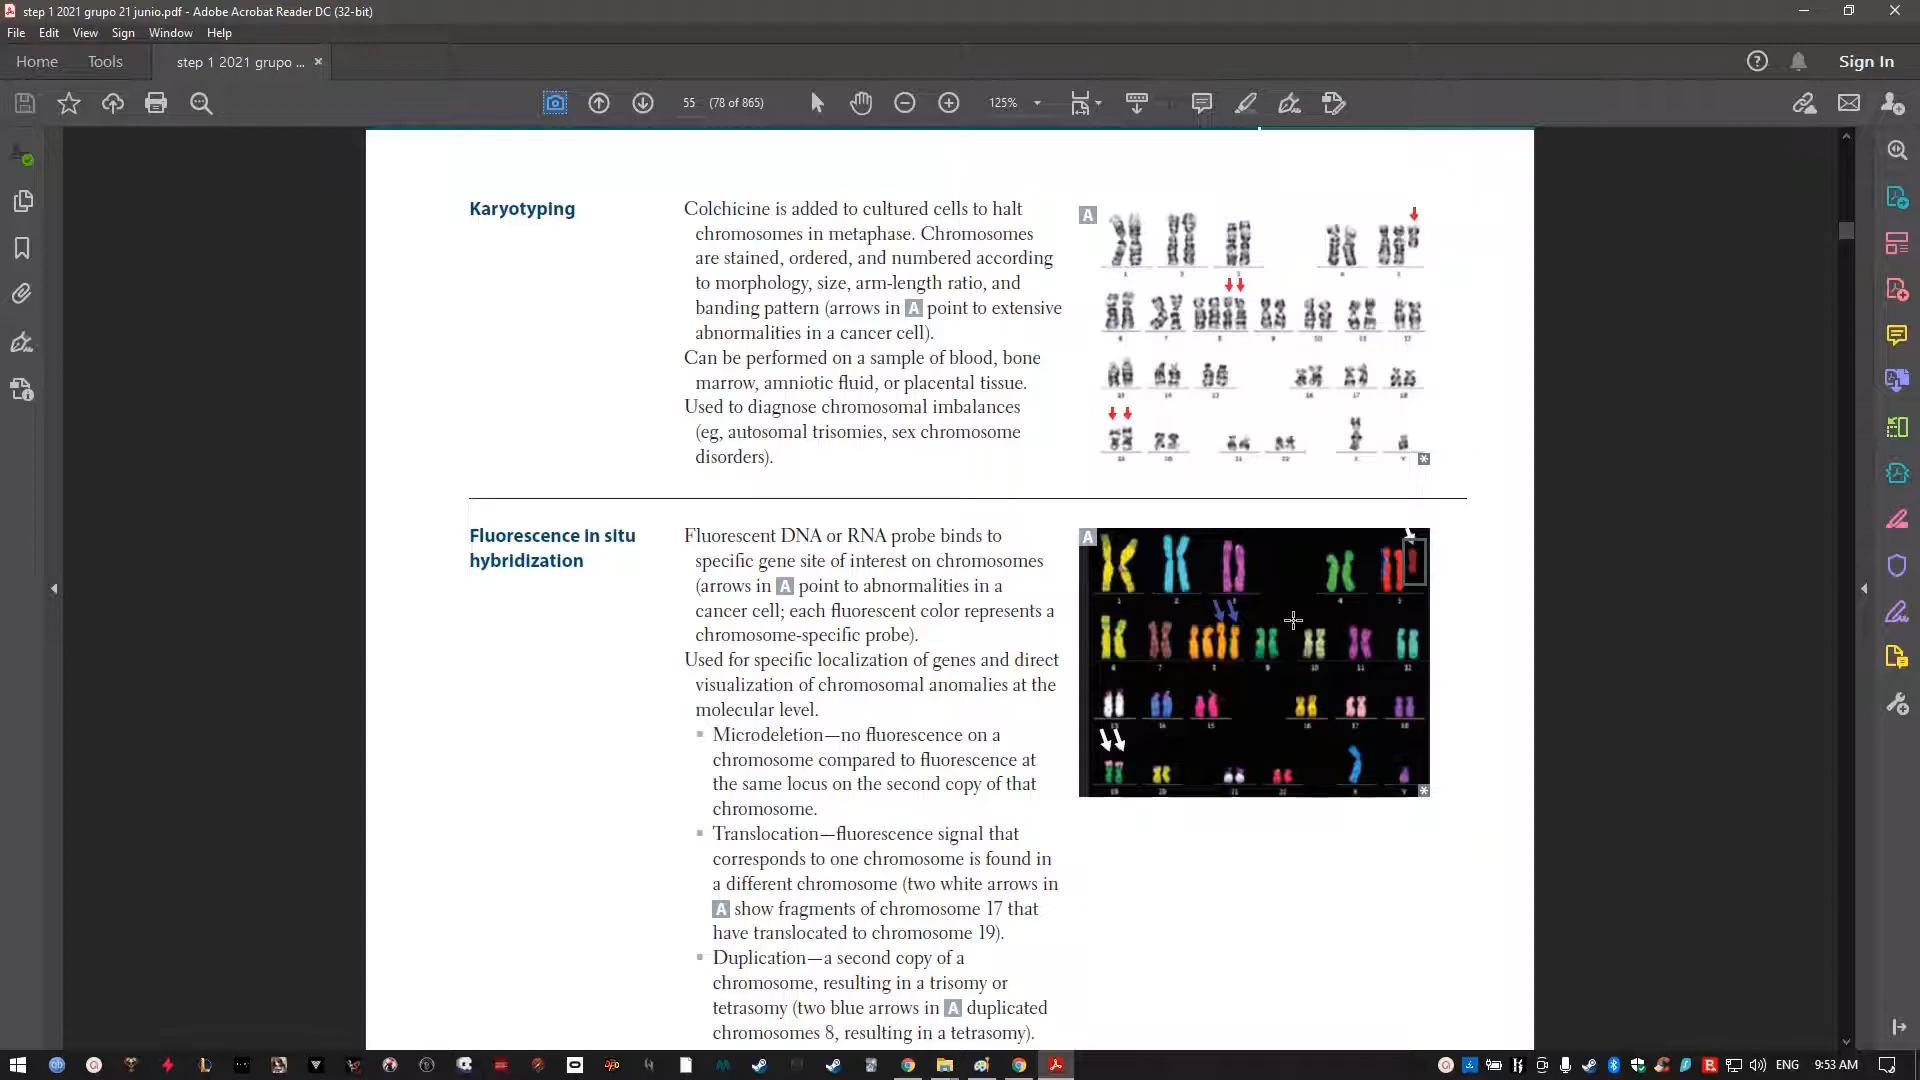 step 1 2021 grupo 21 junio.pdf - Adobe Acrobat Reader DC (32-bit)
File Edit View Sign Window Help
Home Tools step 1 2021 grupo ... × Sign In
55 (78 of 865) 125%
Karyotyping
Colchicine is added to cultured cells to halt
chromosomes in metaphase. Chromosomes
are stained, ordered, and numbered according
to morphology, size, arm-length ratio, and
banding pattern (arrows in A point to extensive
abnormalities in a cancer cell).
Can be performed on a sample of blood, bone
marrow, amniotic fluid, or placental tissue.
Used to diagnose chromosomal imbalances
(eg, autosomal trisomies, sex chromosome
disorders).
A
Fluorescence in situ
hybridization
Fluorescent DNA or RNA probe binds to
specific gene site of interest on chromosomes
(arrows in A point to abnormalities in a
cancer cell; each fluorescent color represents a
chromosome-specific probe).
Used for specific localization of genes and direct
visualization of chromosomal anomalies at the
molecular level.
Microdeletion—no fluorescence on a
chromosome compared to fluorescence at
the same locus on the second copy of that
chromosome.
Translocation—fluorescence signal that
corresponds to one chromosome is found in
a different chromosome (two white arrows in
A show fragments of chromosome 17 that
have translocated to chromosome 19).
Duplication—a second copy of a
chromosome, resulting in a trisomy or
tetrasomy (two blue arrows in A duplicated
chromosomes 8, resulting in a tetrasomy).
A
ENG 9:53 AM